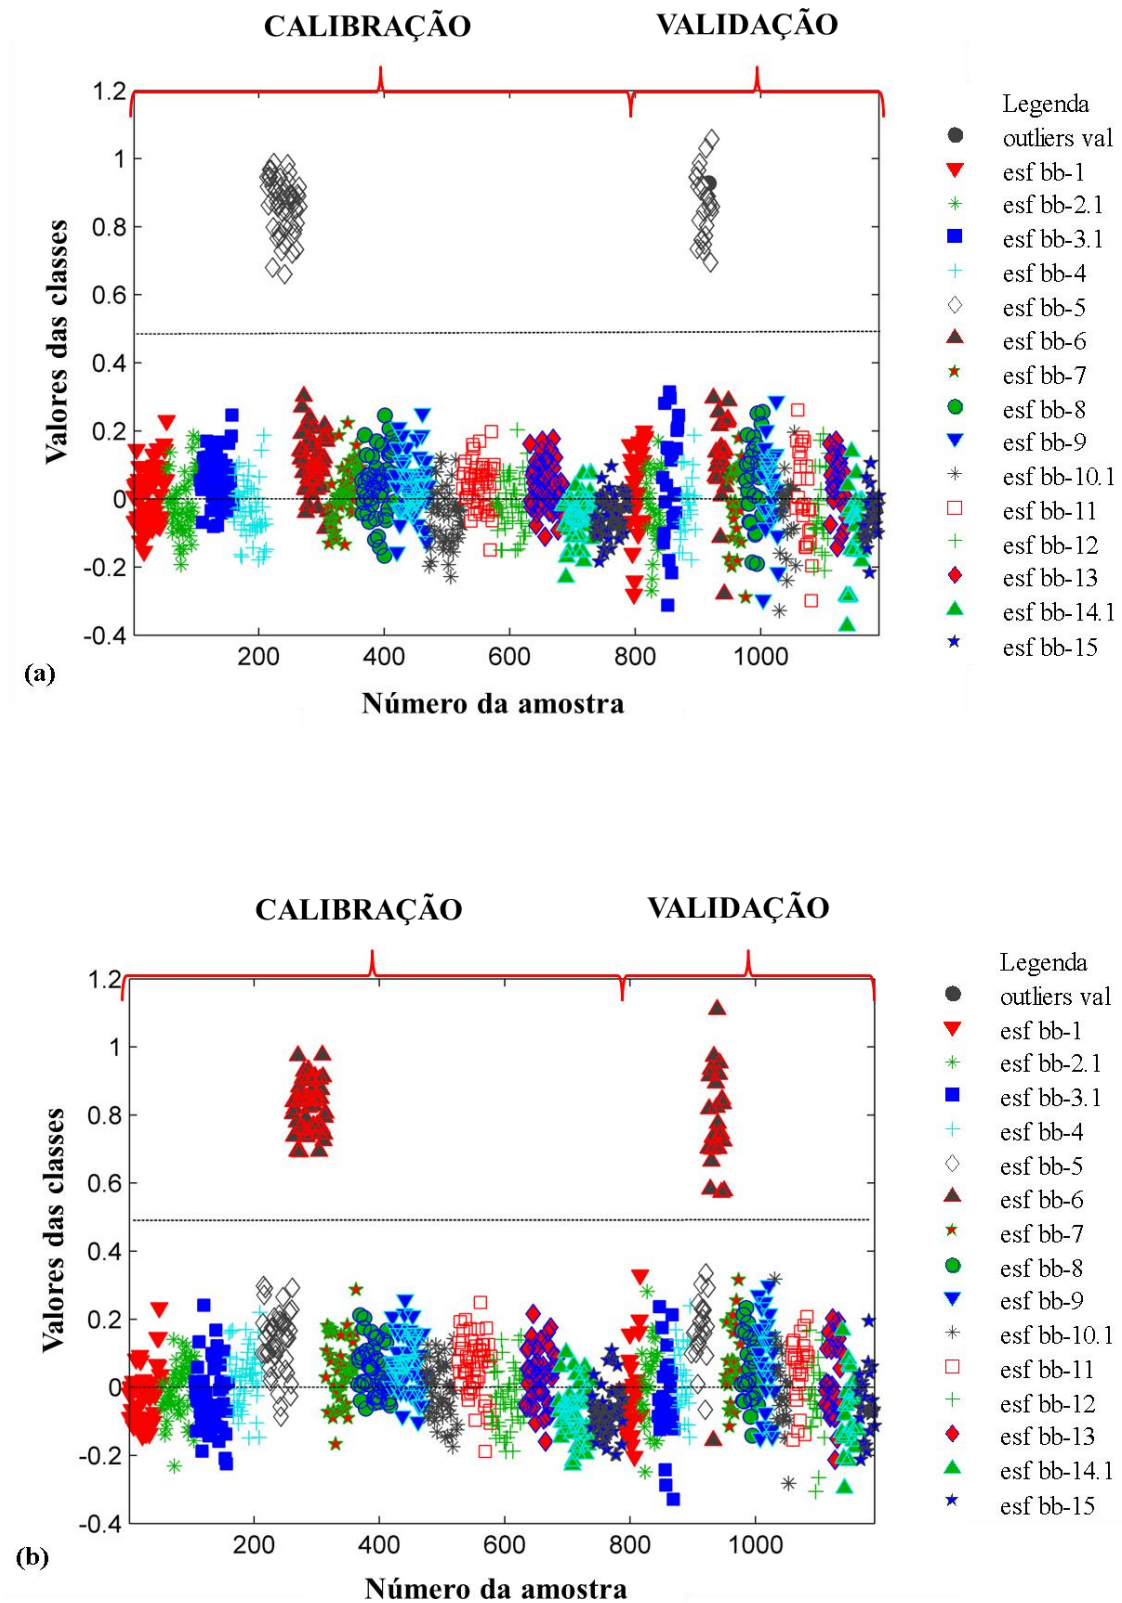 CALIBRAÇÃO VALIDAÇÃO
1.2
1
0.8
0.6
0.4
0.2
0
-0.2
-0.4
200 400 600 800 1000
Valores das classes
Número da amostra
(a)
Legenda
outliers val
esf bb-1
esf bb-2.1
esf bb-3.1
esf bb-4
esf bb-5
esf bb-6
esf bb-7
esf bb-8
esf bb-9
esf bb-10.1
esf bb-11
esf bb-12
esf bb-13
esf bb-14.1
esf bb-15
CALIBRAÇÃO VALIDAÇÃO
1.2
1
0.8
0.6
0.4
0.2
0
-0.2
-0.4
200 400 600 800 1000
Valores das classes
Número da amostra
(b)
Legenda
outliers val
esf bb-1
esf bb-2.1
esf bb-3.1
esf bb-4
esf bb-5
esf bb-6
esf bb-7
esf bb-8
esf bb-9
esf bb-10.1
esf bb-11
esf bb-12
esf bb-13
esf bb-14.1
esf bb-15